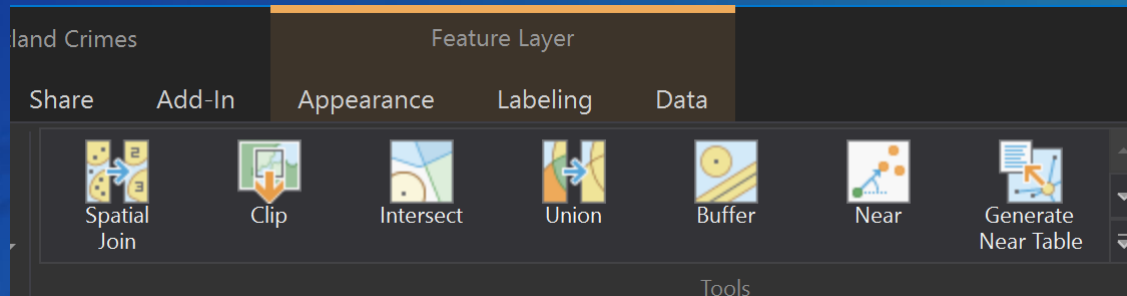 land Crimes
Feature Layer
Share Add-In Appearance Labeling Data
Spatial Join
Clip
Intersect
Union
Buffer
Near
Generate Near Table
Tools